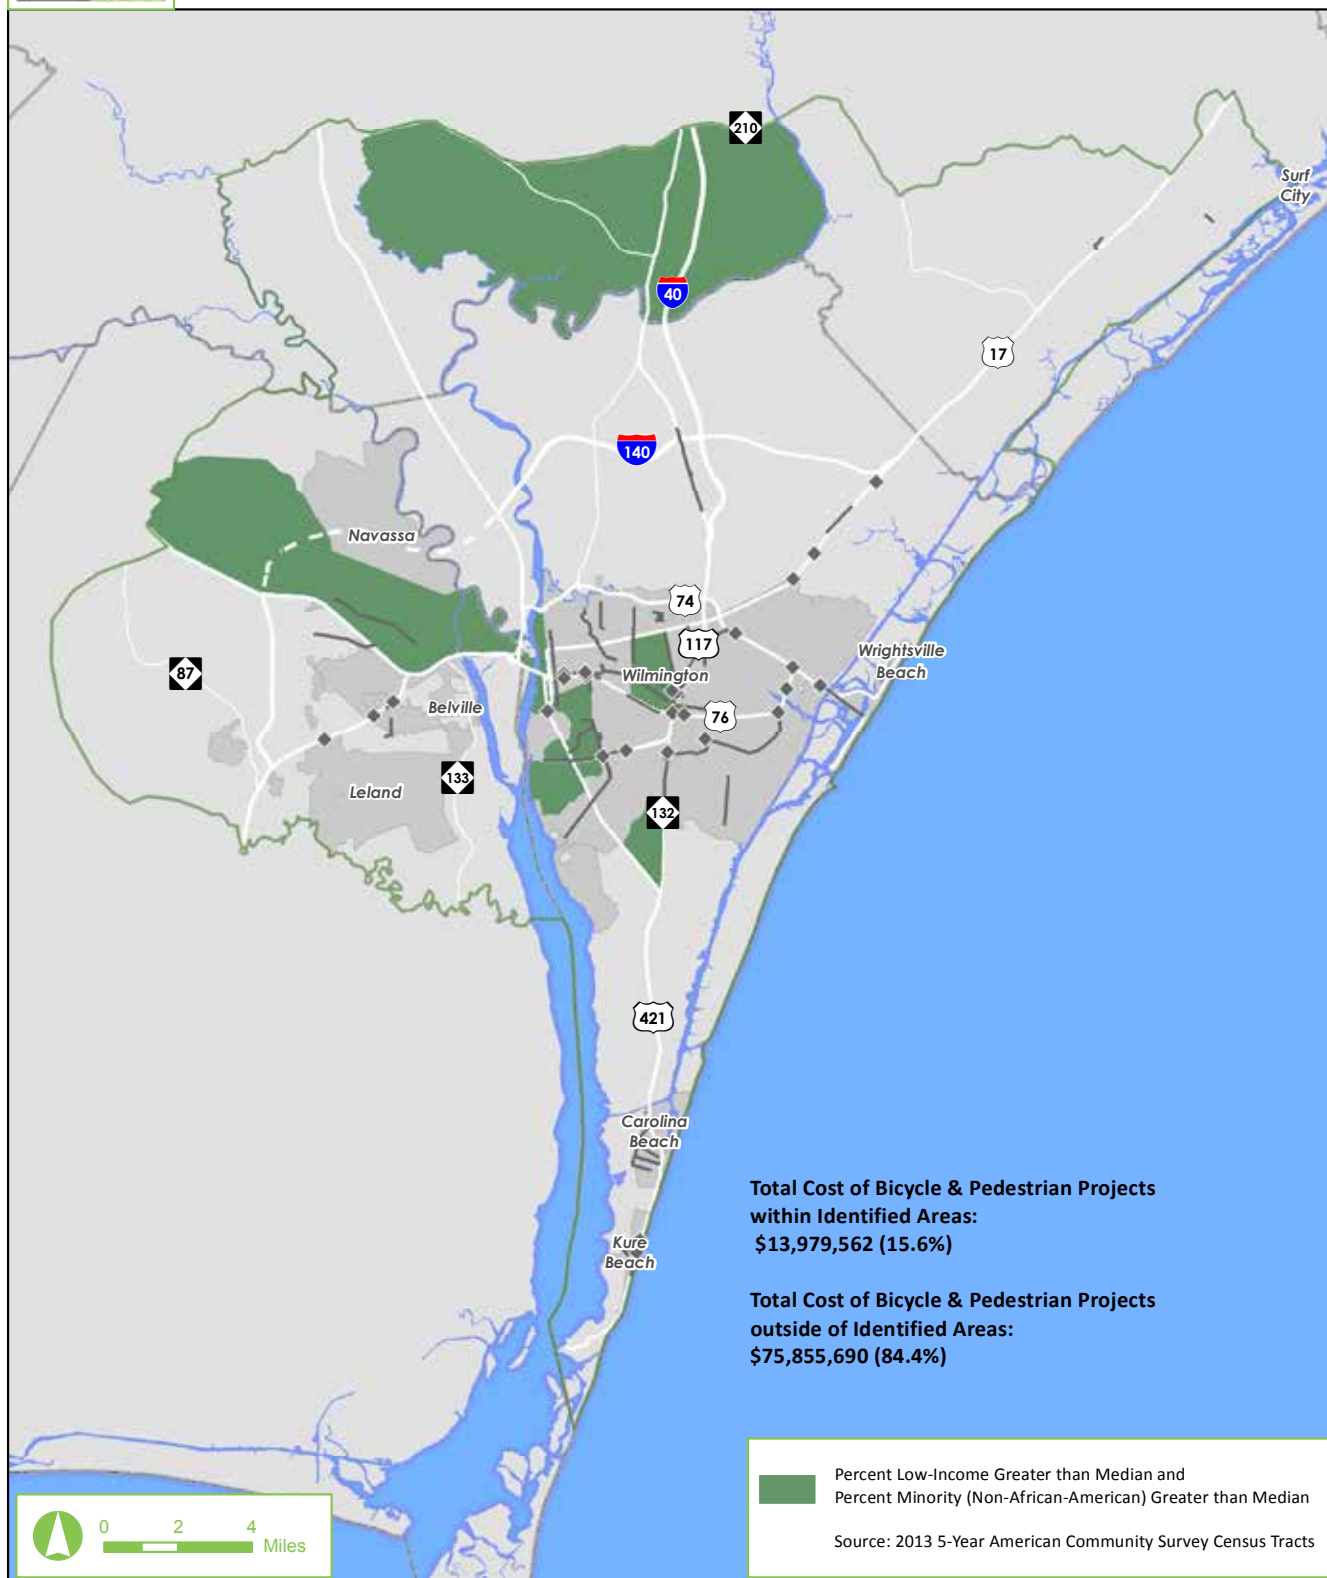 210
Surf
City
40
17
140
Navassa
74
117
Wrightsville
Beach
87
Wilmington
Belville
76
133
Leland
132
421
Carolina
Beach
Kure
Beach
Total Cost of Bicycle & Pedestrian Projects
within Identified Areas:
$13,979,562 (15.6%)
Total Cost of Bicycle & Pedestrian Projects
outside of Identified Areas:
$75,855,690 (84.4%)
Percent Low-Income Greater than Median and
Percent Minority (Non-African-American) Greater than Median
Source: 2013 5-Year American Community Survey Census Tracts
0 2 4
Miles